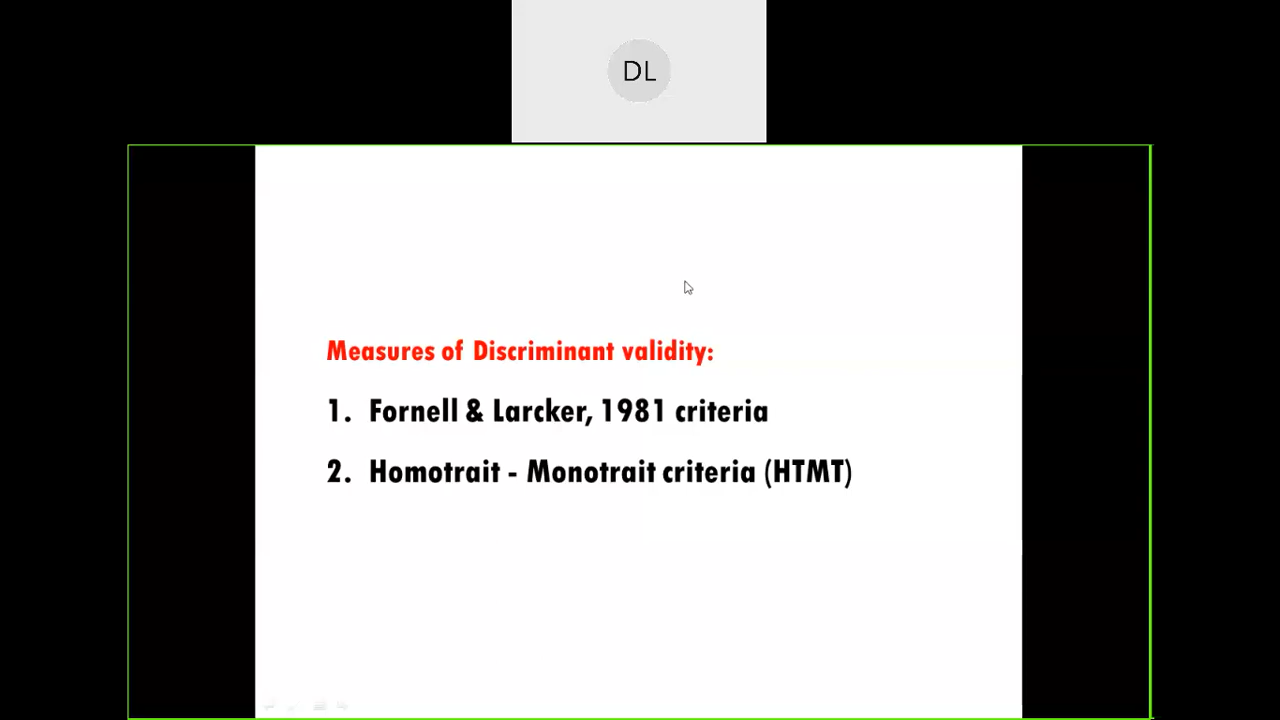 DL
Measures of Discriminant validity:
1. Fornell & Larcker, 1981 criteria
2. Homotrait - Monotrait criteria (HTMT)